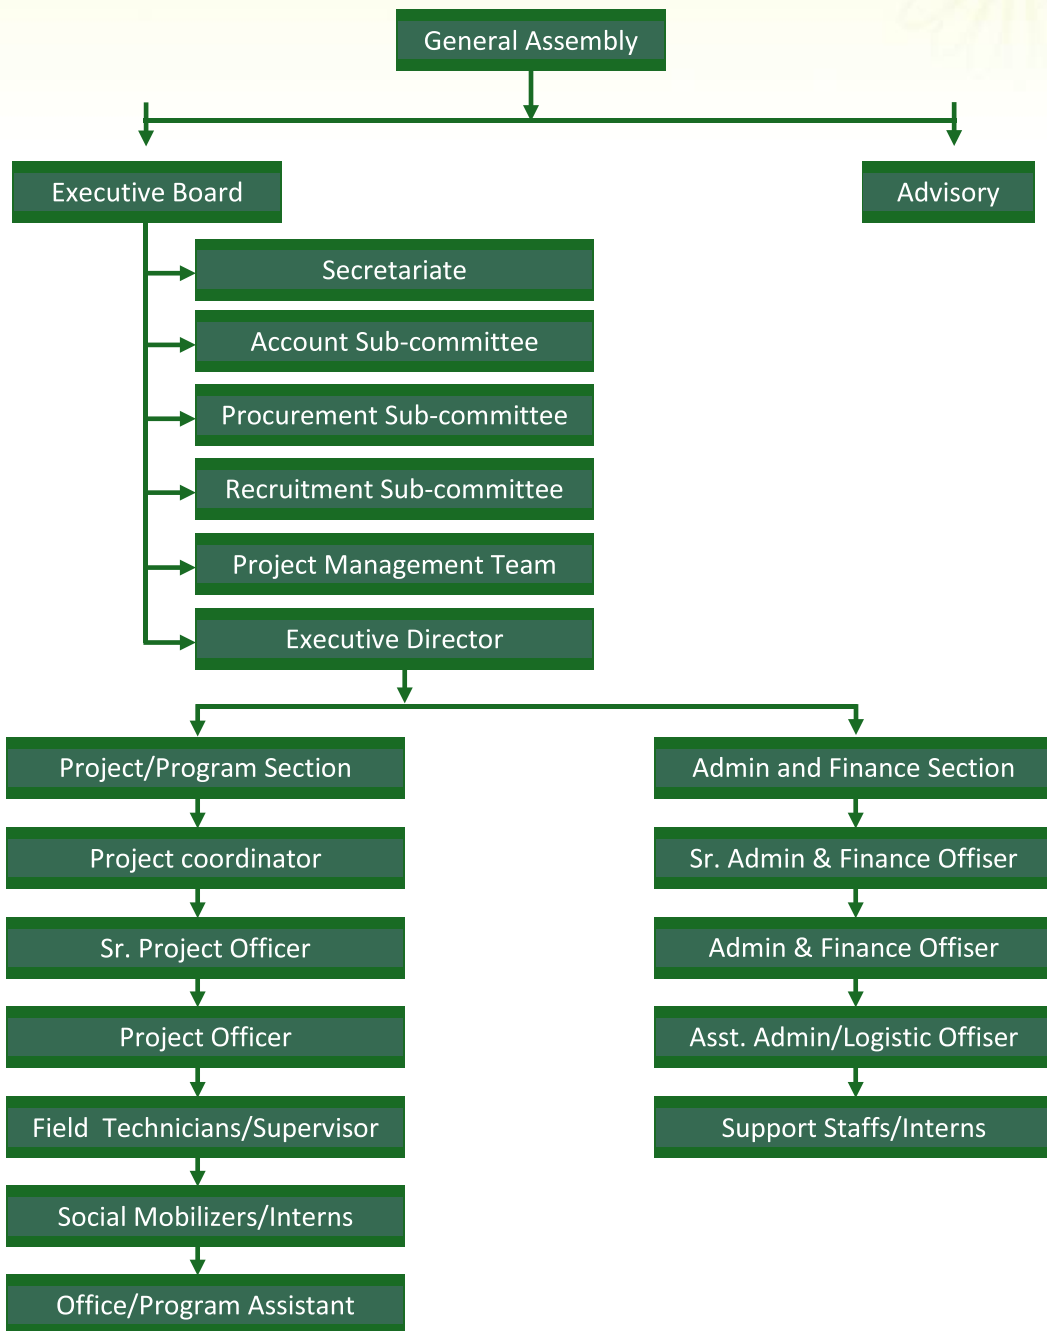 General Assembly
Executive Board
Advisory
Secretariate
Account Sub-committee
Procurement Sub-committee
Recruitment Sub-committee
Project Management Team
Executive Director
Project/Program Section
Admin and Finance Section
Project coordinator
Sr. Admin & Finance Offiser
Sr. Project Officer
Admin & Finance Offiser
Project Officer
Asst. Admin/Logistic Offiser
Field  Technicians/Supervisor
Support Staffs/Interns
Social Mobilizers/Interns
Office/Program Assistant